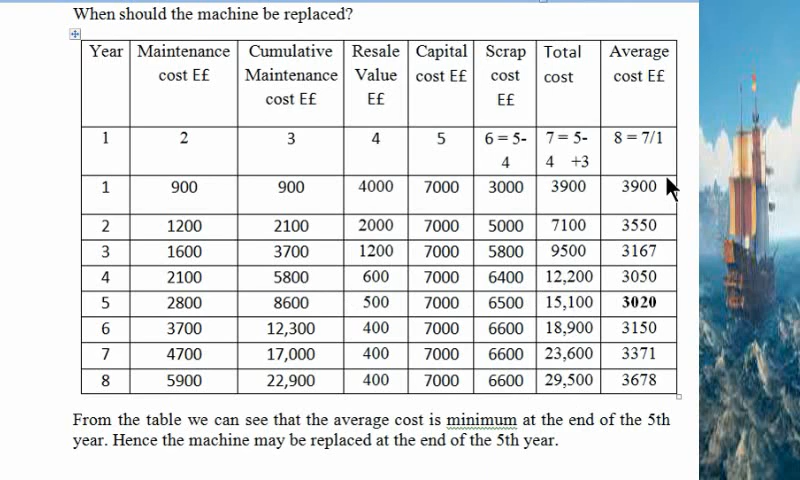 When should the machine be replaced?
Year Maintenance cost E£ Cumulative Maintenance cost E£ Resale Value E£ Capital cost E£ Scrap cost E£ Total cost Average cost E£
1 2 3 4 5 6 = 5-4 7 = 5-4 +3 8 = 7/1
1 900 900 4000 7000 3000 3900 3900
2 1200 2100 2000 7000 5000 7100 3550
3 1600 3700 1200 7000 5800 9500 3167
4 2100 5800 600 7000 6400 12,200 3050
5 2800 8600 500 7000 6500 15,100 3020
6 3700 12,300 400 7000 6600 18,900 3150
7 4700 17,000 400 7000 6600 23,600 3371
8 5900 22,900 400 7000 6600 29,500 3678
From the table we can see that the average cost is minimum at the end of the 5th
year. Hence the machine may be replaced at the end of the 5th year.